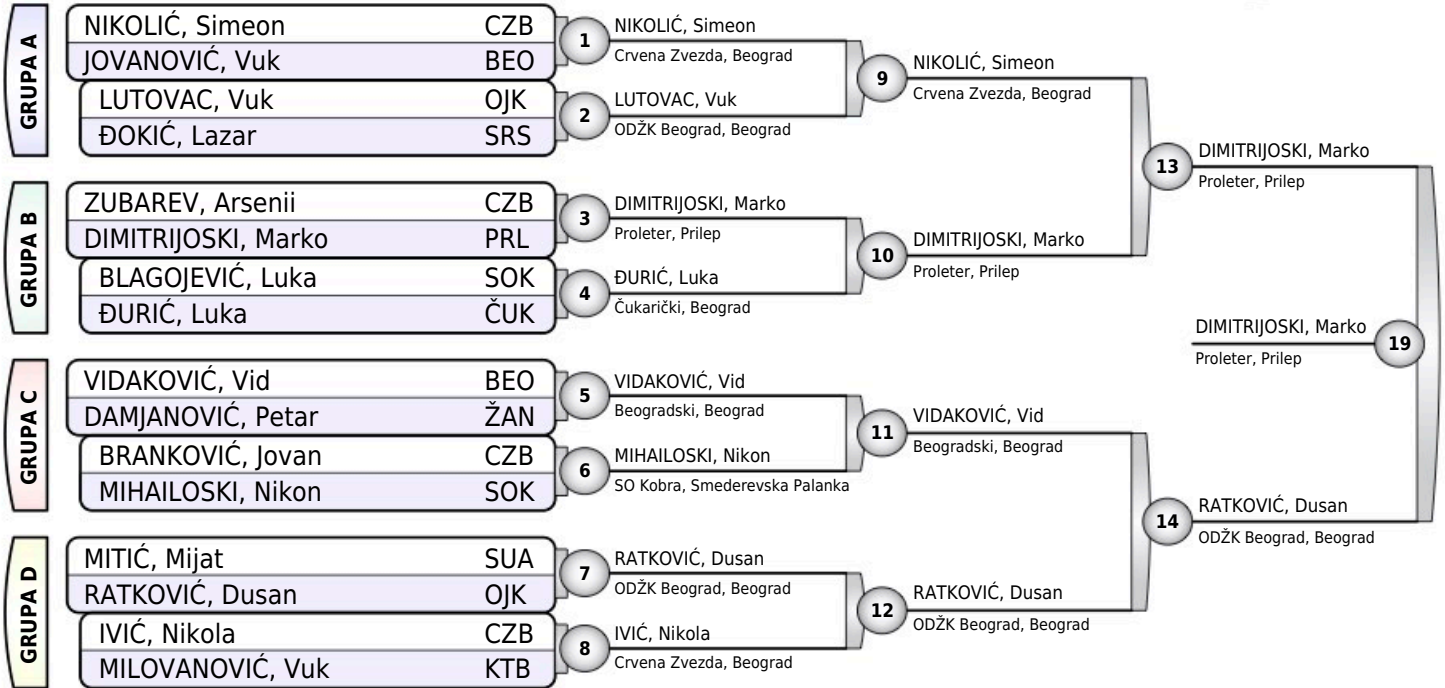 GRUPA A
NIKOLIĆ, Simeon CZB
JOVANOVIĆ, Vuk BEO
LUTOVAC, Vuk OJK
ĐOKIĆ, Lazar SRS
1
NIKOLIĆ, Simeon
Crvena Zvezda, Beograd
2
LUTOVAC, Vuk
ODŽK Beograd, Beograd
9
NIKOLIĆ, Simeon
Crvena Zvezda, Beograd
GRUPA B
ZUBAREV, Arsenii CZB
DIMITRIJOSKI, Marko PRL
BLAGOJEVIĆ, Luka SOK
ĐURIĆ, Luka ČUK
3
DIMITRIJOSKI, Marko
Proleter, Prilep
4
ĐURIĆ, Luka
Čukarički, Beograd
10
DIMITRIJOSKI, Marko
Proleter, Prilep
13
DIMITRIJOSKI, Marko
Proleter, Prilep
GRUPA C
VIDAKOVIĆ, Vid BEO
DAMJANOVIĆ, Petar ŽAN
BRANKOVIĆ, Jovan CZB
MIHAILOSKI, Nikon SOK
5
VIDAKOVIĆ, Vid
Beogradski, Beograd
6
MIHAILOSKI, Nikon
SO Kobra, Smederevska Palanka
11
VIDAKOVIĆ, Vid
Beogradski, Beograd
GRUPA D
MITIĆ, Mijat SUA
RATKOVIĆ, Dusan OJK
IVIĆ, Nikola CZB
MILOVANOVIĆ, Vuk KTB
7
RATKOVIĆ, Dusan
ODŽK Beograd, Beograd
8
IVIĆ, Nikola
Crvena Zvezda, Beograd
12
RATKOVIĆ, Dusan
ODŽK Beograd, Beograd
14
RATKOVIĆ, Dusan
ODŽK Beograd, Beograd
DIMITRIJOSKI, Marko
Proleter, Prilep
19